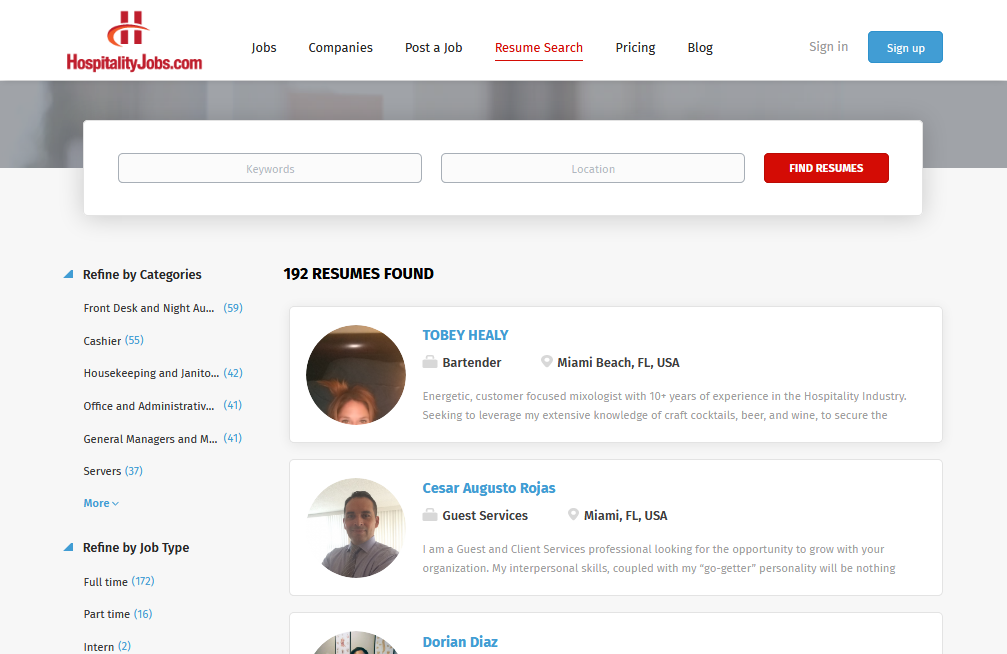 HospitalityJobs.com
Jobs
Companies
Post a Job
Resume Search
Pricing
Blog
Sign in
Sign up
Keywords
Location
FIND RESUMES
Refine by Categories
Front Desk and Night Au... (59)
Cashier (55)
Housekeeping and Janito... (42)
Office and Administrativ... (41)
General Managers and M... (41)
Servers (37)
More
Refine by Job Type
Full time (172)
Part time (16)
Intern (2)
192 RESUMES FOUND
TOBEY HEALY
Bartender
Miami Beach, FL, USA
Energetic, customer focused mixologist with 10+ years of experience in the Hospitality Industry.
Seeking to leverage my extensive knowledge of craft cocktails, beer, and wine, to secure the
Cesar Augusto Rojas
Guest Services
Miami, FL, USA
I am a Guest and Client Services professional looking for the opportunity to grow with your
organization. My interpersonal skills, coupled with my “go-getter” personality will be nothing
Dorian Diaz